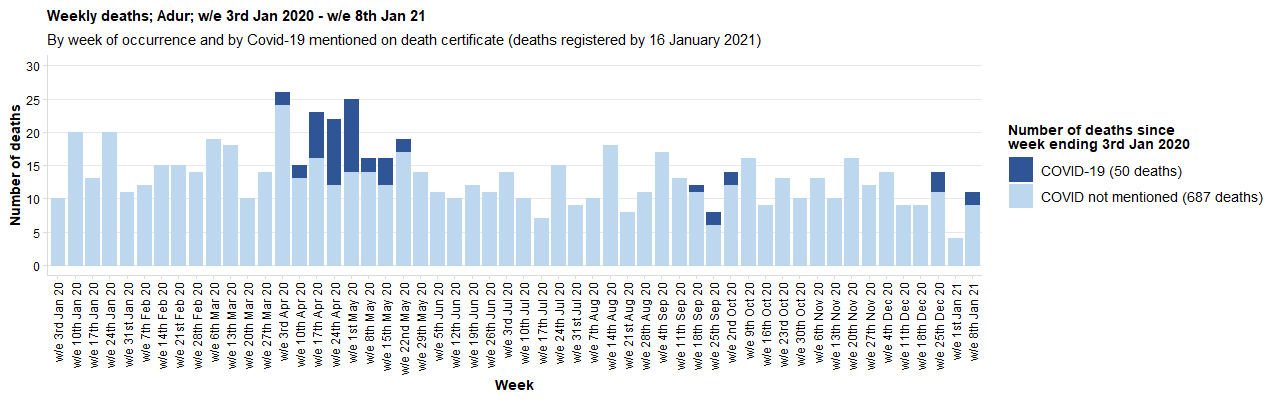 Weekly deaths; Adur; w/e 3rd Jan 2020 - w/e 8th Jan 21
By week of occurrence and by Covid-19 mentioned on death certificate (deaths registered by 16 January 2021)
Number of deaths
30
25
20
15
10
5
0
w/e 3rd Jan 20
w/e 10th Jan 20
w/e 17th Jan 20
w/e 24th Jan 20
w/e 31st Jan 20
w/e 7th Feb 20
w/e 14th Feb 20
w/e 21st Feb 20
w/e 28th Feb 20
w/e 6th Mar 20
w/e 13th Mar 20
w/e 20th Mar 20
w/e 27th Mar 20
w/e 3rd Apr 20
w/e 10th Apr 20
w/e 17th Apr 20
w/e 24th Apr 20
w/e 1st May 20
w/e 8th May 20
w/e 15th May 20
w/e 22nd May 20
w/e 29th May 20
w/e 5th Jun 20
w/e 12th Jun 20
w/e 19th Jun 20
w/e 26th Jun 20
w/e 3rd Jul 20
w/e 10th Jul 20
w/e 17th Jul 20
w/e 24th Jul 20
w/e 31st Jul 20
w/e 7th Aug 20
w/e 14th Aug 20
w/e 21st Aug 20
w/e 28th Aug 20
w/e 4th Sep 20
w/e 11th Sep 20
w/e 18th Sep 20
w/e 25th Sep 20
w/e 2nd Oct 20
w/e 9th Oct 20
w/e 16th Oct 20
w/e 23rd Oct 20
w/e 30th Oct 20
w/e 6th Nov 20
w/e 13th Nov 20
w/e 20th Nov 20
w/e 27th Nov 20
w/e 4th Dec 20
w/e 11th Dec 20
w/e 18th Dec 20
w/e 25th Dec 20
w/e 1st Jan 21
w/e 8th Jan 21
Week
Number of deaths since
week ending 3rd Jan 2020
COVID-19 (50 deaths)
COVID not mentioned (687 deaths)